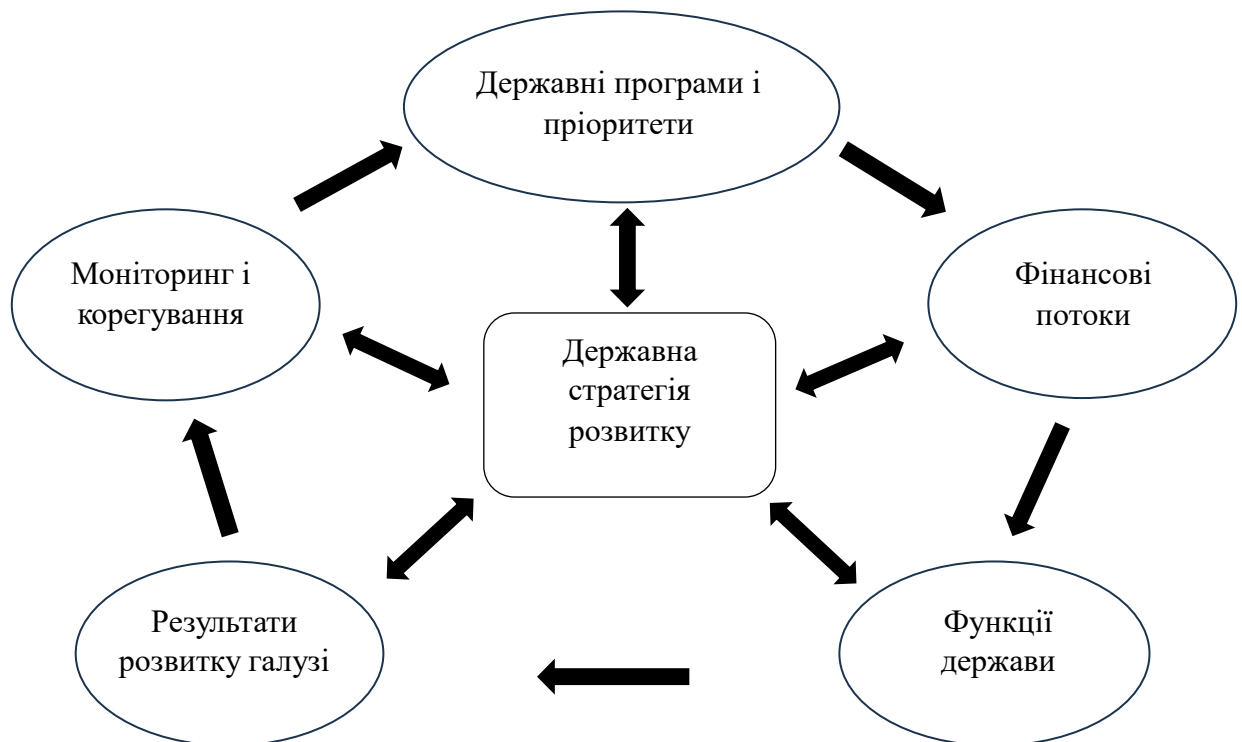 Державні програми і
пріоритети
Моніторинг і
корегування
Фінансові
потоки
Державна
стратегія
розвитку
Результати
розвитку галузі
Функції
держави